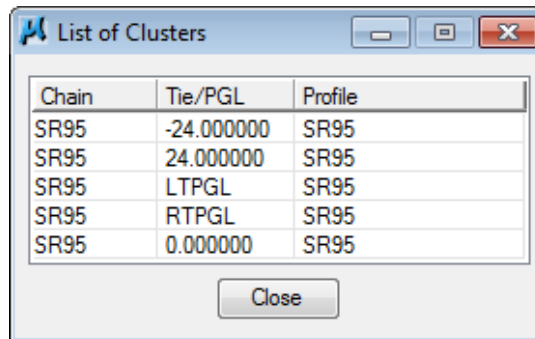 List of Clusters
Chain Tie/PGL Profile
SR95 -24.000000 SR95
SR95 24.000000 SR95
SR95 LTPGL SR95
SR95 RTPGL SR95
SR95 0.000000 SR95
Close